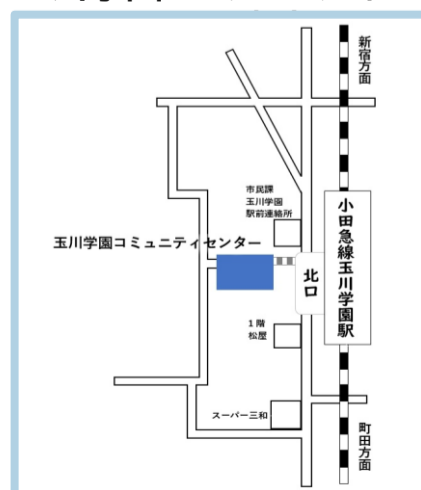 新宿方面
市民課
玉川学園
駅前連絡所
玉川学園コミュニティセンター
小田急線玉川学園駅
北口
1階
松屋
スーパー三和
町田方面